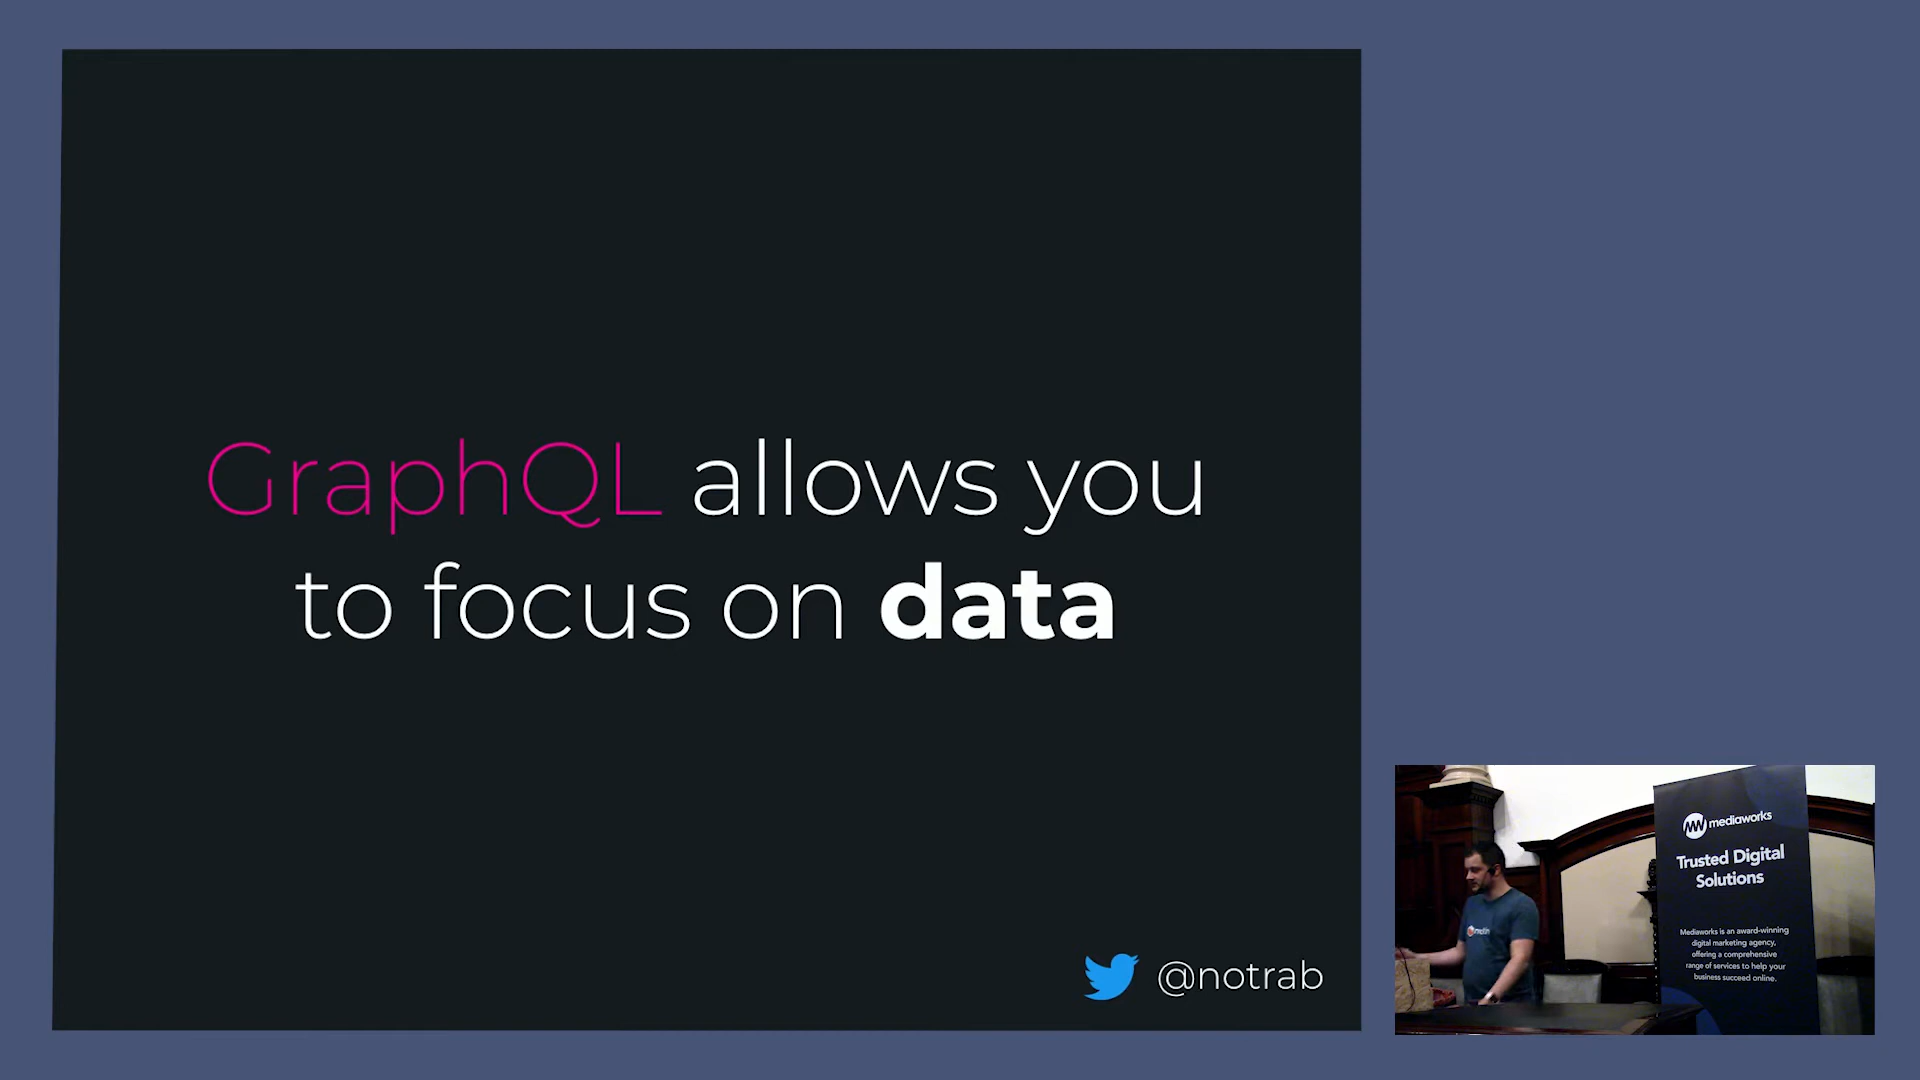 GraphQL allows you
to focus on data
@notrab
mediaworks
Trusted Digital
Solutions
Mediaworks is an award-winning
digital marketing agency,
offering a comprehensive
range of services to help your
business succeed online.